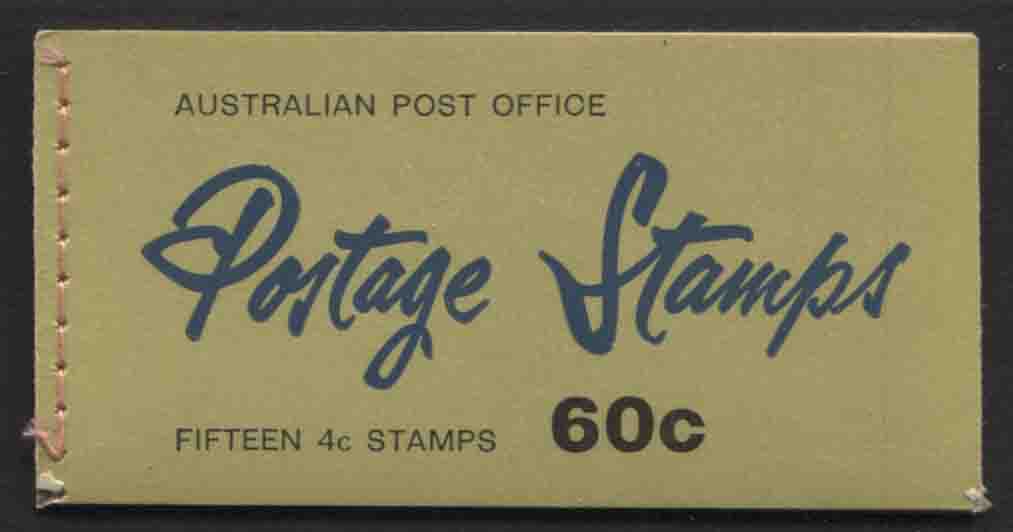 AUSTRALIAN POST OFFICE
Postage Stamps
FIFTEEN 4c STAMPS 60c